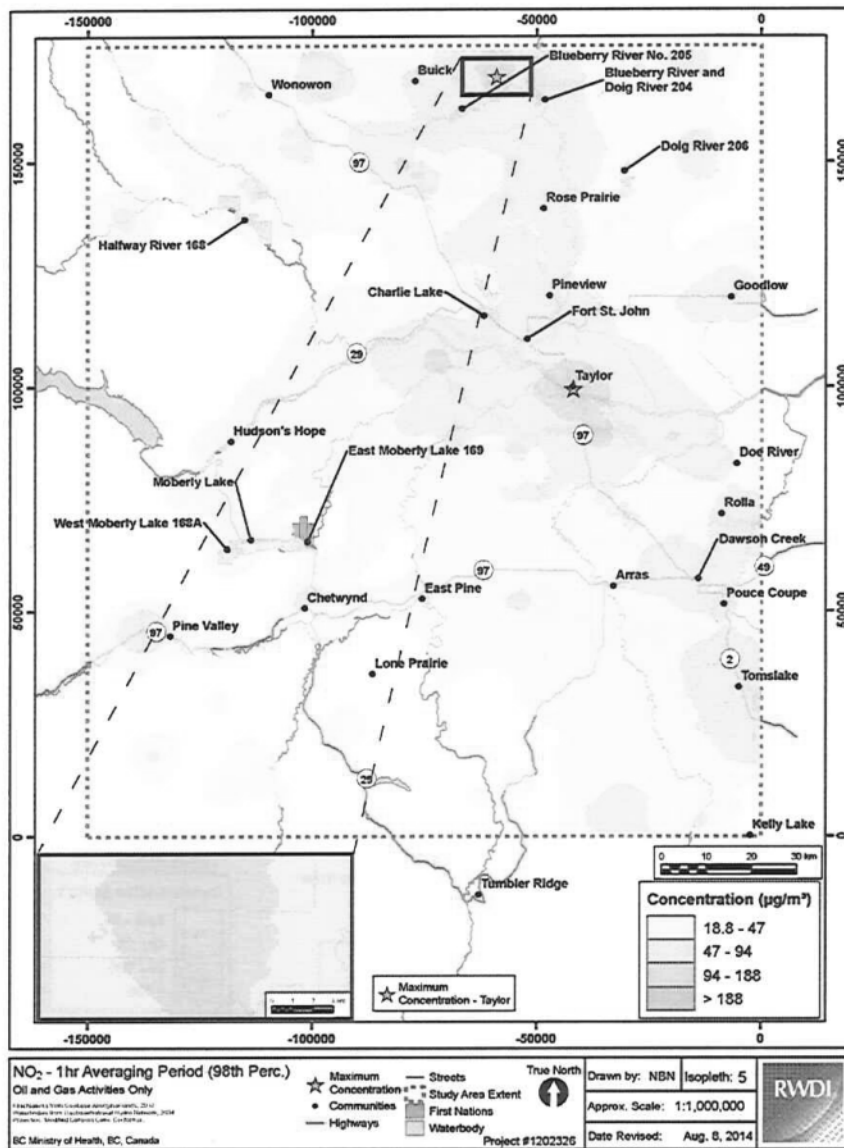 -150000 -100000 -50000 0
Blueberry River No. 205
Buick
Blueberry River and
Doig River 204
Wonowon
150000
150000
97
Doig River 206
Rose Prairie
Halfway River 168
Pineview
Goodlow
Charlie Lake
Fort St. John
29
Taylor
100000
100000
97
Hudson's Hope
East Moberly Lake 169
Doe River
Moberly Lake
Rolla
West Moberly Lake 168A
Dawson Creek
97
49
Arras
East Pine
Pouce Coupe
50000
50000
Chetwynd
97
Pine Valley
2
Lone Prairie
Tomslake
29
0
Kelly Lake
0
0 10 20 30 km
Tumbler Ridge
Concentration (µg/m³)
18.8 - 47
47 - 94
94 - 188
> 188
Maximum
Concentration - Taylor
-150000 -100000 -50000 0
NO₂ - 1hr Averaging Period (98th Perc.)
Oil and Gas Activities Only
BC Ministry of Health, BC, Canada
Maximum
Concentration
Communities
Highways
Streets
Study Area Extent
First Nations
Waterbody
True North
Project #1202326
Drawn by: NBN
Isopleth: 5
Approx. Scale: 1:1,000,000
Date Revised: Aug. 8, 2014
RWDI